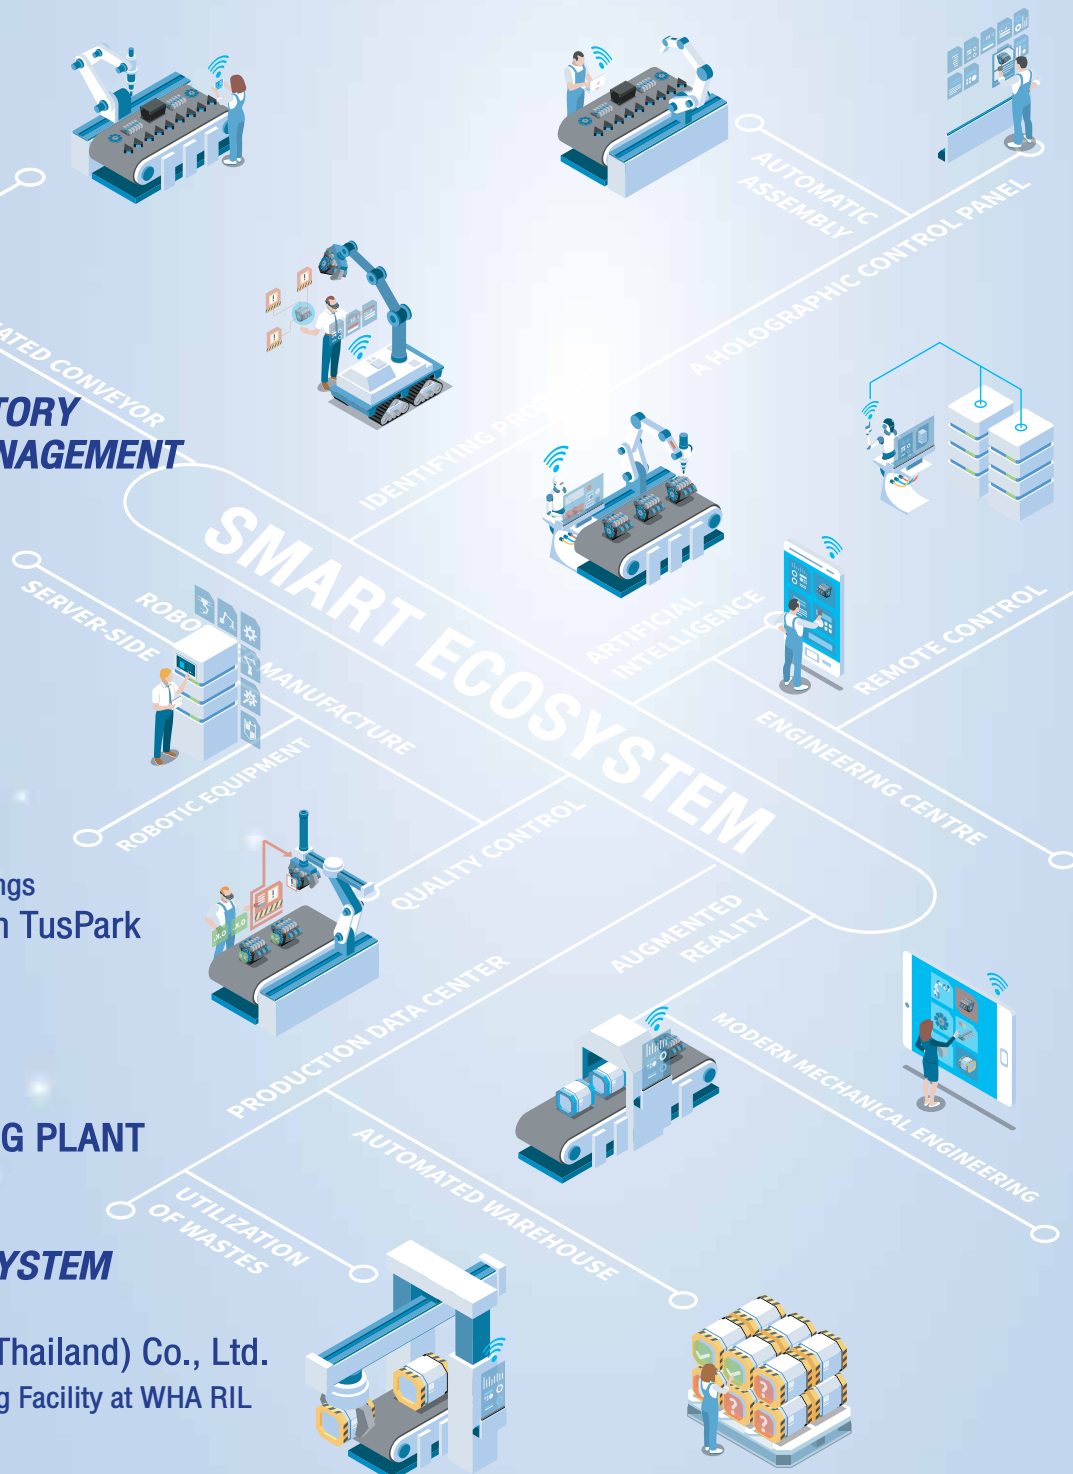 AUTOMATIC
ASSEMBLY
A HOLOGRAPHIC CONTROL PANEL
ATED CONVEYOR
TORY
NAGEMENT
IDENTIFYING PROD
SMART ECOSYSTEM
SERVER-SIDE
ROBO
MANUFACTURE
ROBOTIC EQUIPMENT
ARTIFICIAL
NTELIGENCE
REMOTE CONTROL
ENGINEERING CENTRE
QUALITY CONTROL
ngs
n TusPark
AUGMENTED
REALITY
PRODUCTION DATA CENTER
MODERN MECHANICAL ENGINEERING
G PLANT
AUTOMATED WAREHOUSE
UTILIZATION
OF WASTES
YSTEM
Thailand) Co., Ltd.
g Facility at WHA RIL